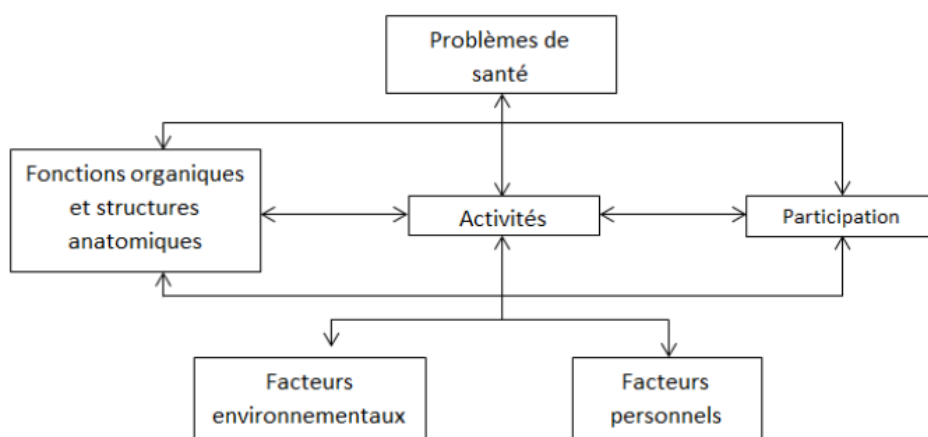 Problèmes de
santé
Fonctions organiques
et structures
anatomiques
Activités
Participation
Facteurs
environnementaux
Facteurs
personnels